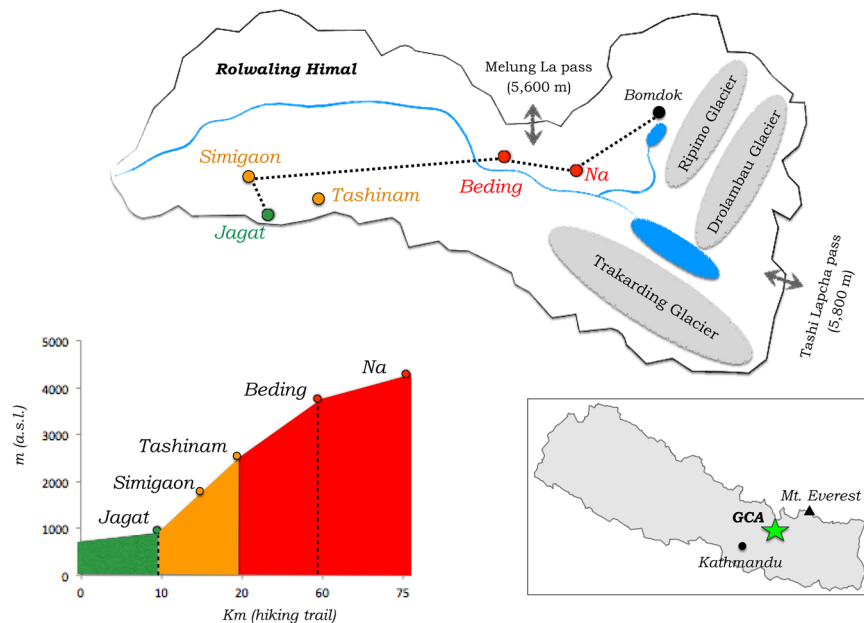 Rolwaling Himal
Melung La pass
(5,600 m)
Bomdok
Ripimo Glacier
Drolambau Glacier
Simigaon
Beding
Na
Tashinam
Jagat
Trakarding Glacier
Tashi Lapcha pass
(5,800 m)
m (a.s.l.)
5000
4000
3000
2000
1000
0
Na
Beding
Tashinam
Simigaon
Jagat
0 10 20 60 75
Km (hiking trail)
Mt. Everest
GCA
Kathmandu